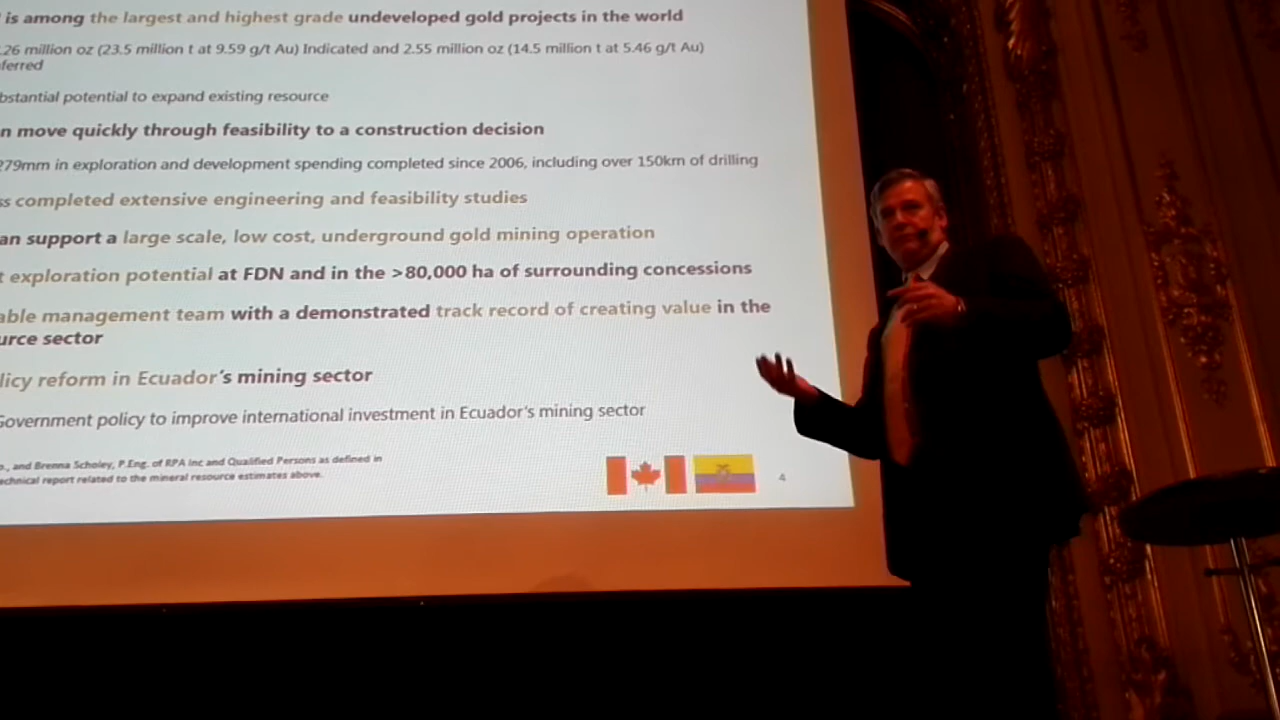 is among the largest and highest grade undeveloped gold projects in the world
.26 million oz (23.5 million t at 9.59 g/t Au) Indicated and 2.55 million oz (14.5 million t at 5.46 g/t Au)
ferred
bstantial potential to expand existing resource
n move quickly through feasibility to a construction decision
279mm in exploration and development spending completed since 2006, including over 150km of drilling
ss completed extensive engineering and feasibility studies
an support a large scale, low cost, underground gold mining operation
t exploration potential at FDN and in the >80,000 ha of surrounding concessions
able management team with a demonstrated track record of creating value in the
urce sector
licy reform in Ecuador's mining sector
Government policy to improve international investment in Ecuador's mining sector
o., and Brenna Scholey, P.Eng. of RPA Inc and Qualified Persons as defined in
echnical report related to the mineral resource estimates above.
4